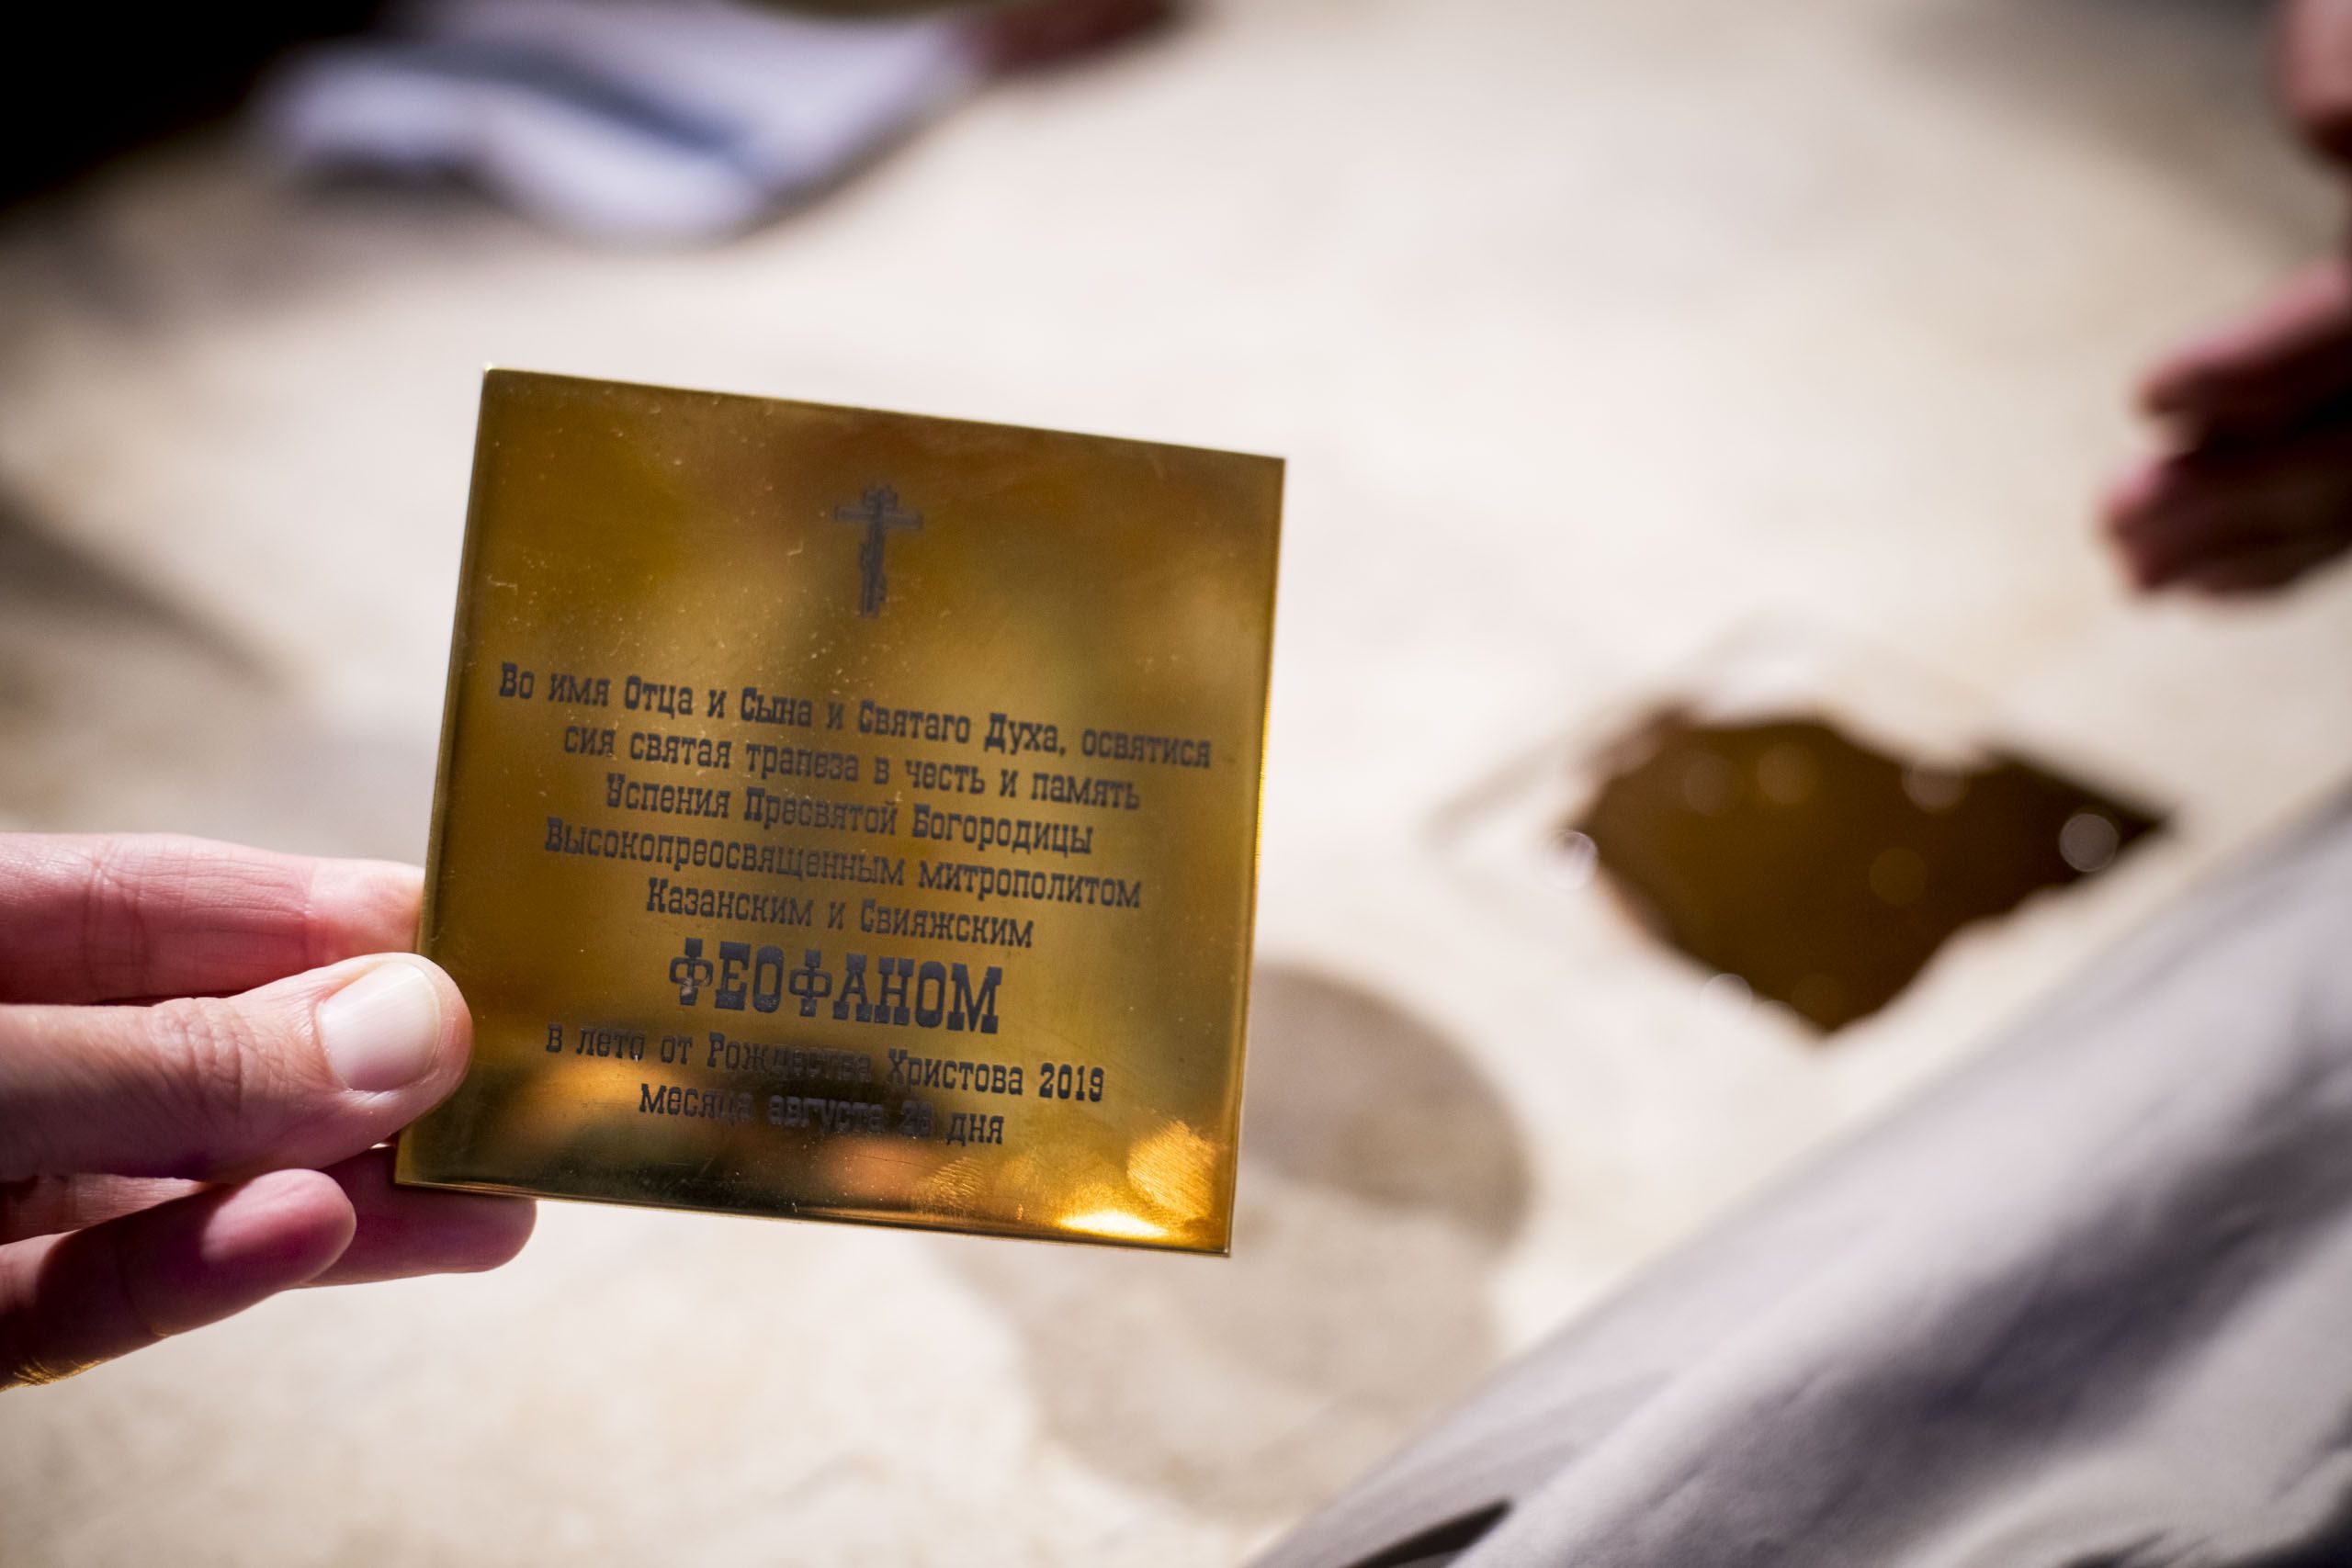 Во имя Отца и Сына и Святаго Духа, освятися
сия святая трапеза в честь и память
Успения Пресвятой Богородицы
Высокопреосвященным митрополитом
Казанским и Свияжским
ФЕОФАНОМ
в лето от Рождества Христова 2019
месяца августа 28 дня